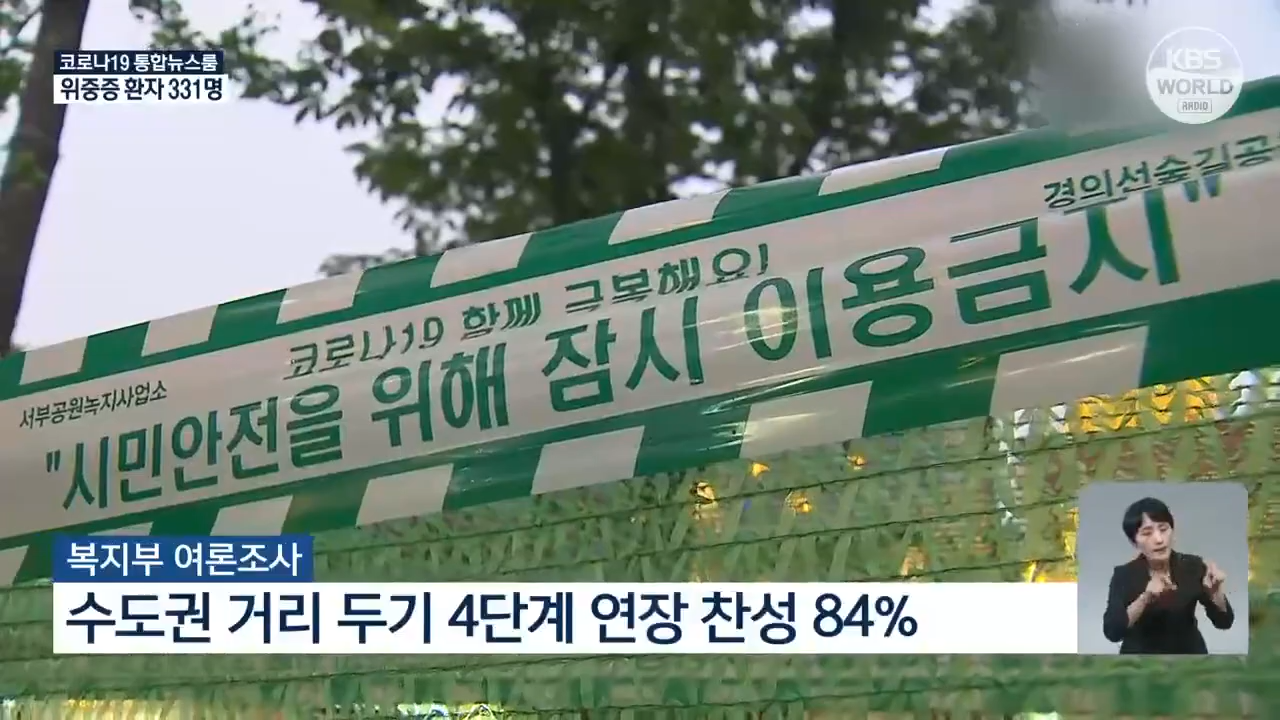 코로나19 통합뉴스룸
위중증 환자 331명
KBS
WORLD
RADIO
경의선숲길공
코로나19 함께 극복해요!
서부공원녹지사업소
"시민안전을 위해 잠시 이용금지"
복지부 여론조사
수도권 거리 두기 4단계 연장 찬성 84%